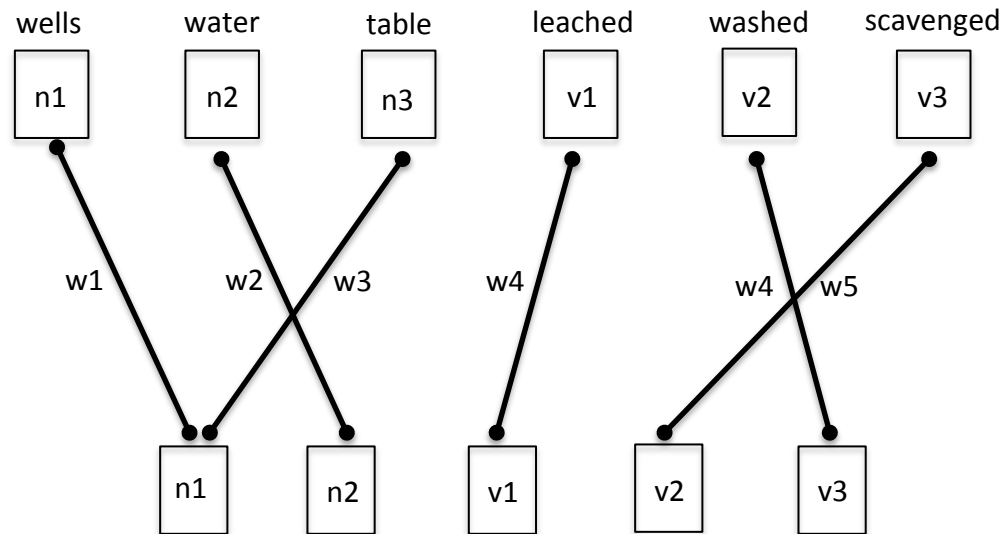 wells water table leached washed scavenged
n1 n2 n3 v1 v2 v3
w1 w2 w3 w4 w4 w5
n1 n2 v1 v2 v3